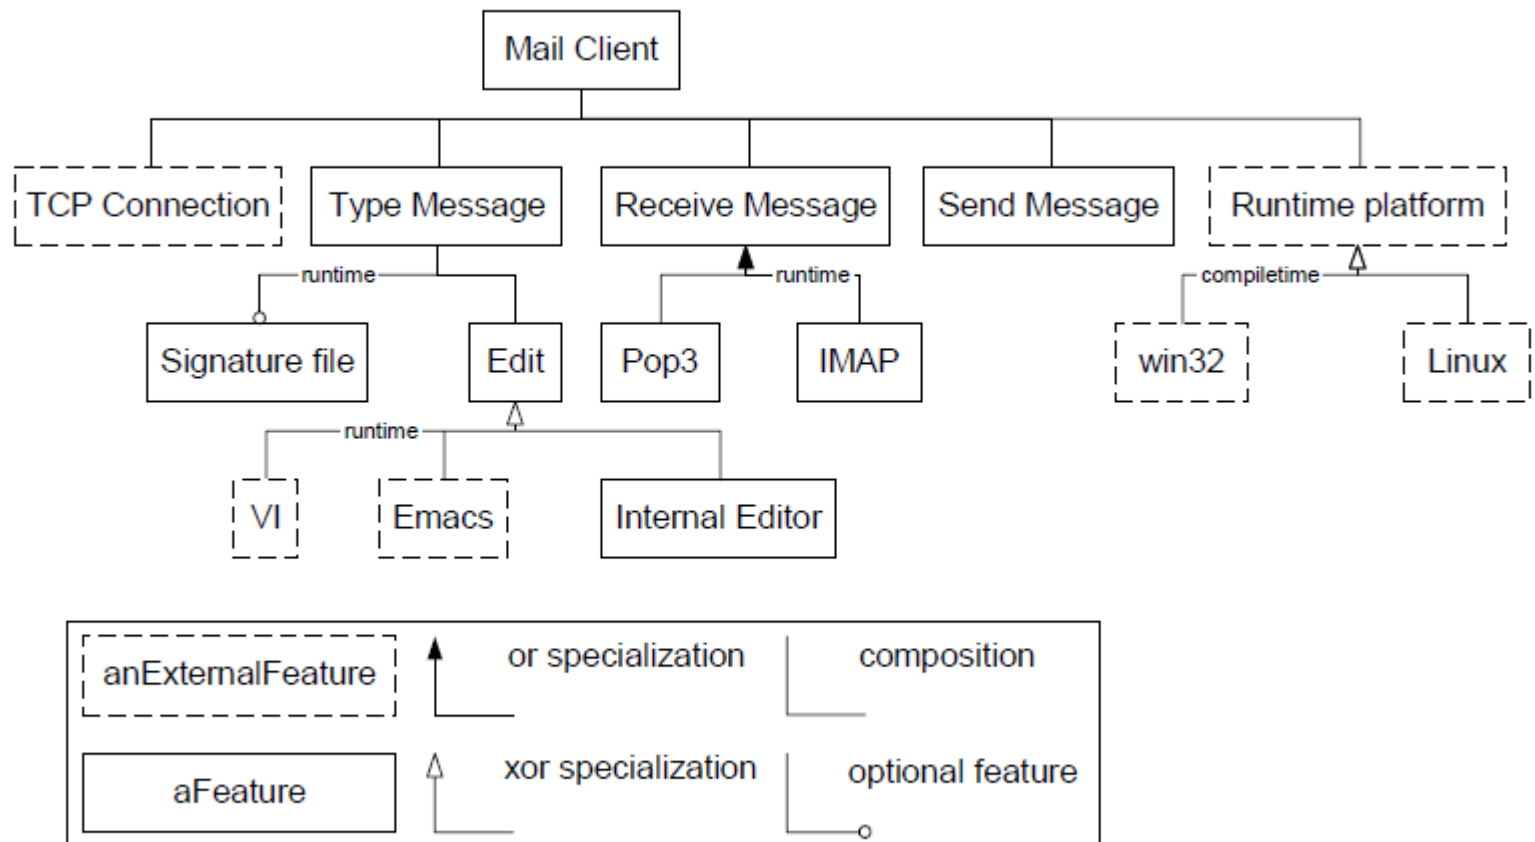 Mail Client
TCP Connection
Type Message
Receive Message
Send Message
Runtime platform
runtime
runtime
compiletime
Signature file
Edit
Pop3
IMAP
win32
Linux
runtime
VI
Emacs
Internal Editor
anExternalFeature
or specialization
composition
aFeature
xor specialization
optional feature